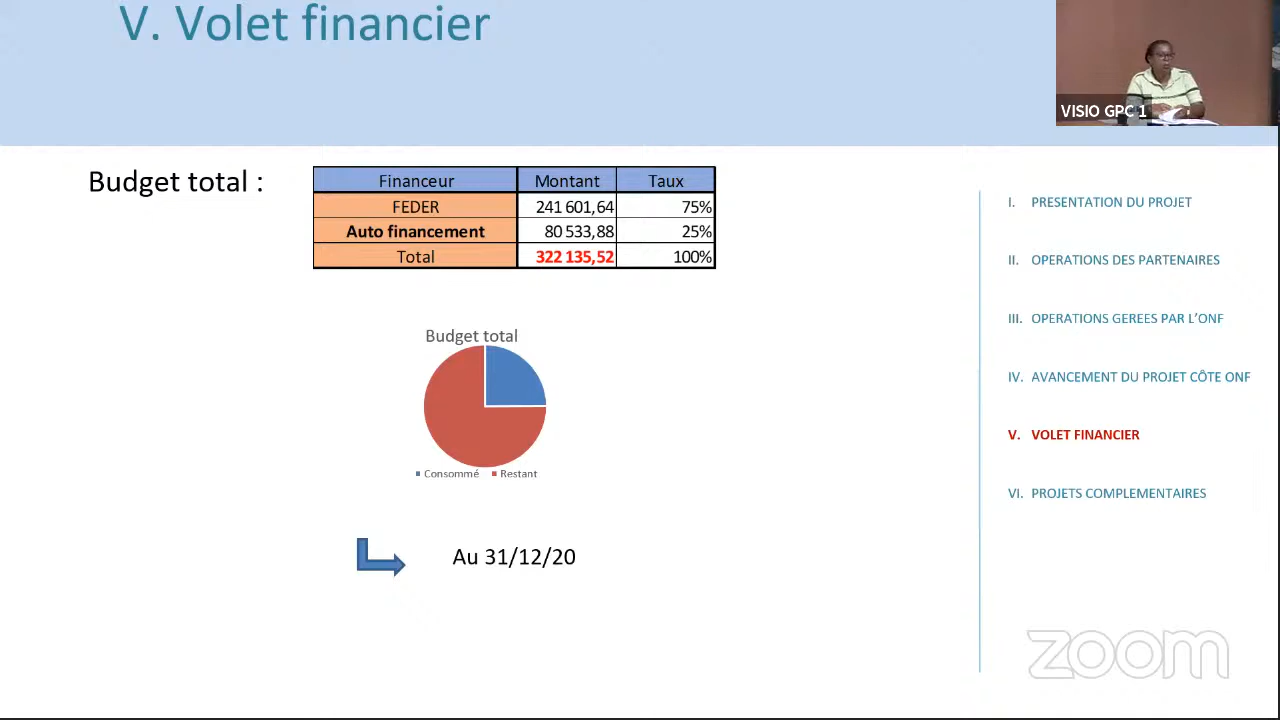 V. Volet financier
VISIO GPC 1
Budget total :
Financeur Montant Taux
FEDER 241 601,64 75%
Auto financement 80 533,88 25%
Total 322 135,52 100%
Budget total
Consommé Restant
Au 31/12/20
I. PRESENTATION DU PROJET
II. OPERATIONS DES PARTENAIRES
III. OPERATIONS GEREES PAR L'ONF
IV. AVANCEMENT DU PROJET CÔTE ONF
V. VOLET FINANCIER
VI. PROJETS COMPLEMENTAIRES
zoom